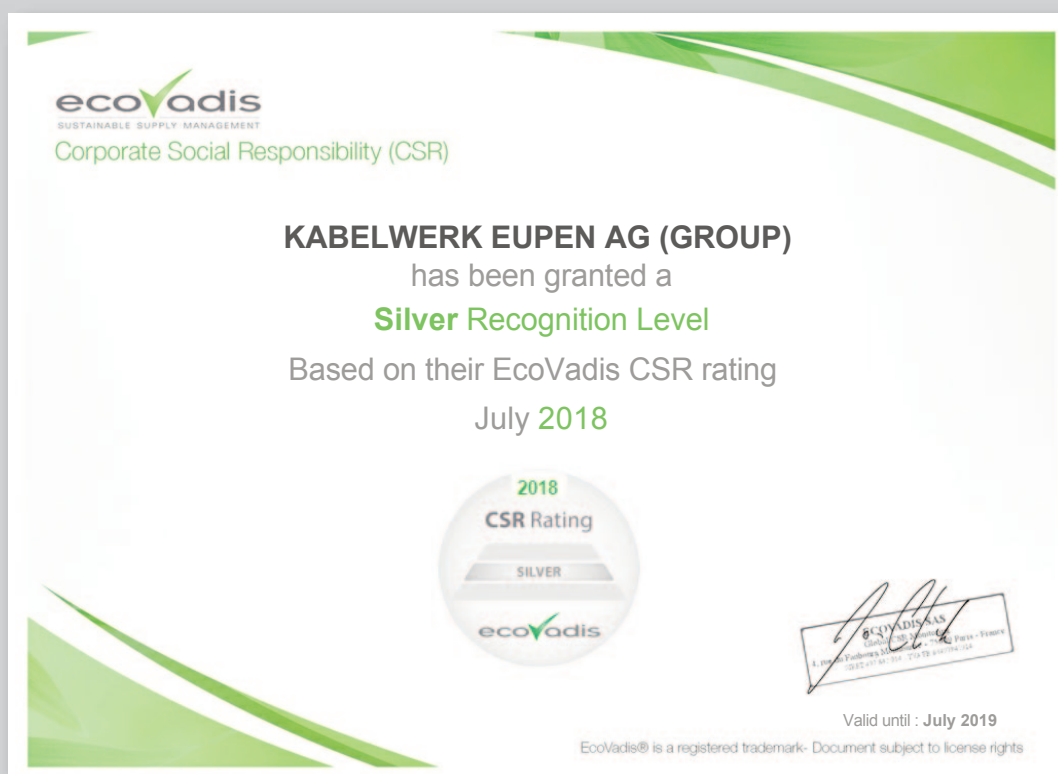 ecovadis
SUSTAINABLE SUPPLY MANAGEMENT
Corporate Social Responsibility (CSR)
KABELWERK EUPEN AG (GROUP)
has been granted a
Silver Recognition Level
Based on their EcoVadis CSR rating
July 2018
2018
CSR Rating
SILVER
ecovadis
ECOVADIS SAS
Paris - France
Valid until : July 2019
EcoVadis® is a registered trademark- Document subject to license rights